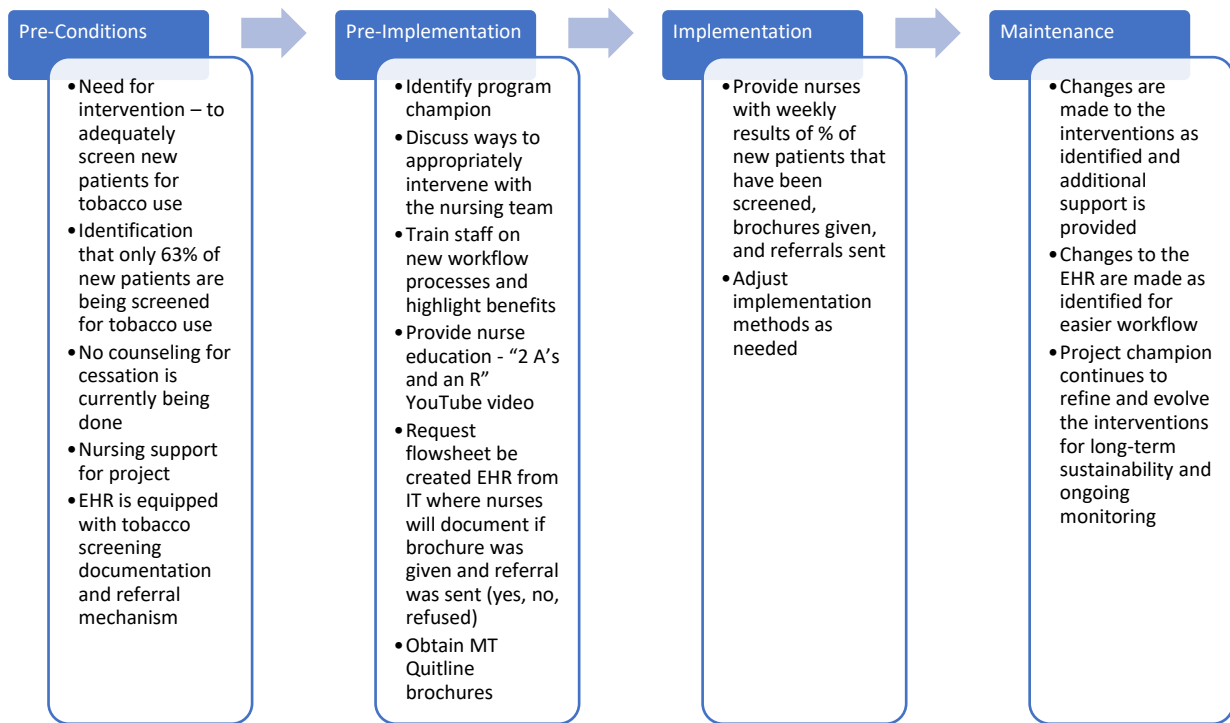 Pre-Conditions
•Need for
intervention – to
adequately
screen new
patients for
tobacco use
•Identification
that only 63% of
new patients are
being screened
for tobacco use
•No counseling for
cessation is
currently being
done
•Nursing support
for project
•EHR is equipped
with tobacco
screening
documentation
and referral
mechanism
Pre-Implementation
•Identify program
champion
•Discuss ways to
appropriately
intervene with
the nursing team
•Train staff on
new workflow
processes and
highlight benefits
•Provide nurse
education - “2 A’s
and an R”
YouTube video
•Request
flowsheet be
created EHR from
IT where nurses
will document if
brochure was
given and referral
was sent (yes, no,
refused)
•Obtain MT
Quitline
brochures
Implementation
•Provide nurses
with weekly
results of % of
new patients that
have been
screened,
brochures given,
and referrals sent
•Adjust
implementation
methods as
needed
Maintenance
•Changes are
made to the
interventions as
identified and
additional
support is
provided
•Changes to the
EHR are made as
identified for
easier workflow
•Project champion
continues to
refine and evolve
the interventions
for long-term
sustainability and
ongoing
monitoring